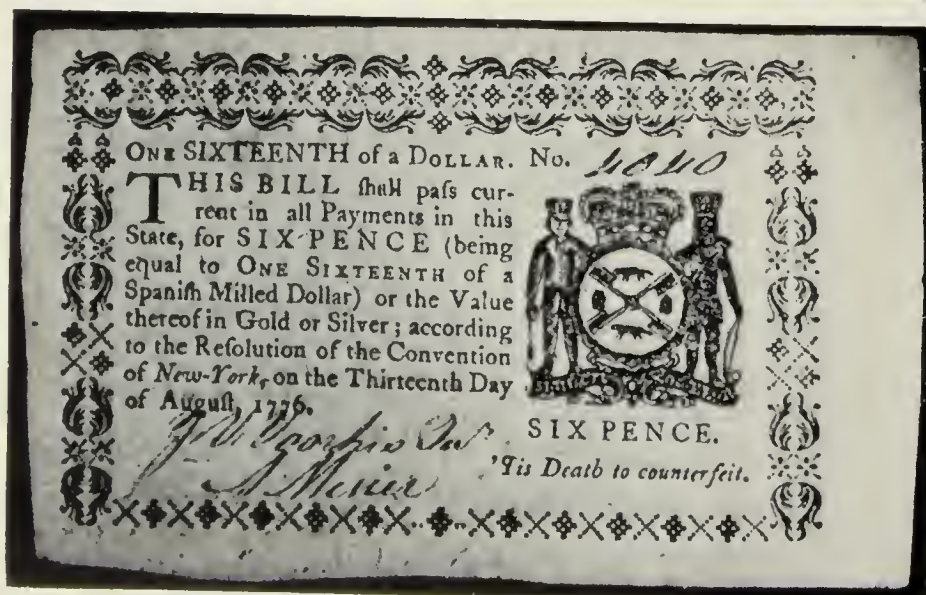 ONE SIXTEENTH of a DOLLAR. No. 4040
THIS BILL ſhall paſs cur-
rent in all Payments in this
State, for SIX PENCE (being
equal to ONE SIXTEENTH of a
Spaniſh Milled Dollar) or the Value
thereof in Gold or Silver; according
to the Reſolution of the Convention
of New-York, on the Thirteenth Day
of Auguſt, 1776.
SIX PENCE.
'Tis Death to counterfeit.